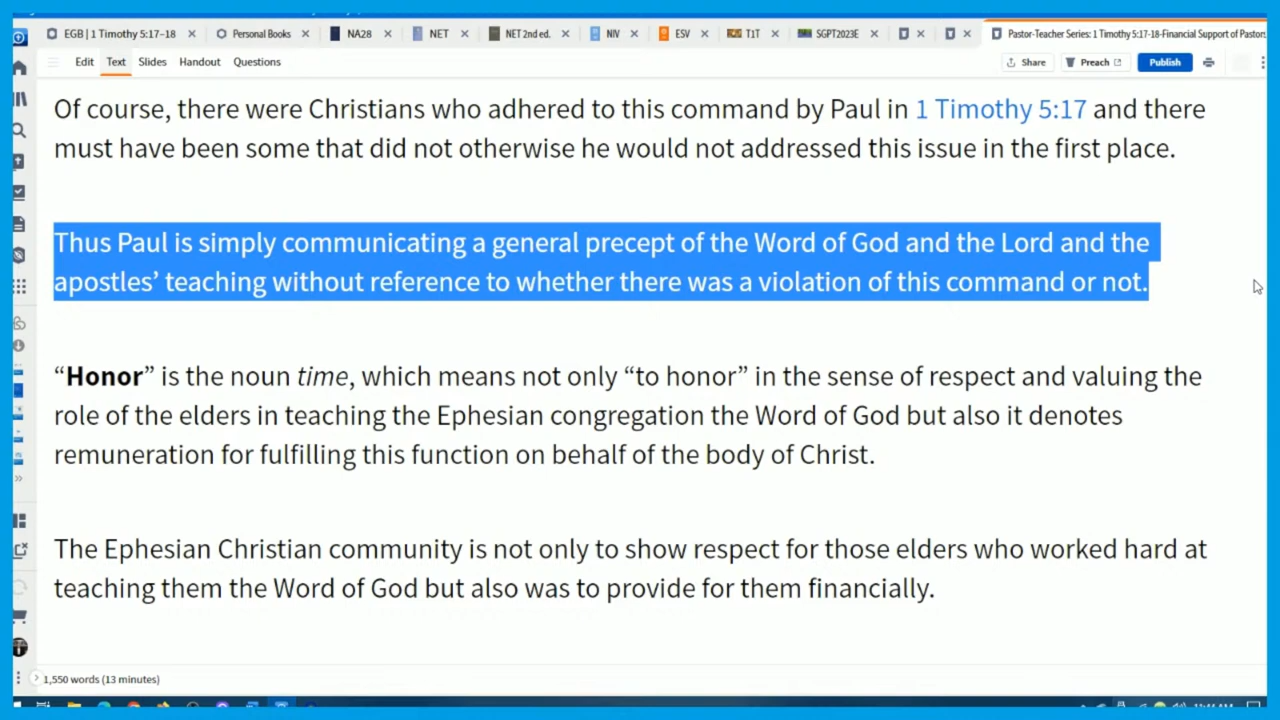 EGB | 1 Timothy 5:17–18
Personal Books
NA28
NET
NET 2nd ed.
NIV
ESV
T1T
SGPT2023E
Pastor-Teacher Series: 1 Timothy 5:17-18-Financial Support of Pastors
Edit Text Slides Handout Questions
Share Preach Publish
Of course, there were Christians who adhered to this command by Paul in 1 Timothy 5:17 and there
must have been some that did not otherwise he would not addressed this issue in the first place.
Thus Paul is simply communicating a general precept of the Word of God and the Lord and the
apostles’ teaching without reference to whether there was a violation of this command or not.
“Honor” is the noun time, which means not only “to honor” in the sense of respect and valuing the
role of the elders in teaching the Ephesian congregation the Word of God but also it denotes
remuneration for fulfilling this function on behalf of the body of Christ.
The Ephesian Christian community is not only to show respect for those elders who worked hard at
teaching them the Word of God but also was to provide for them financially.
1,550 words (13 minutes)